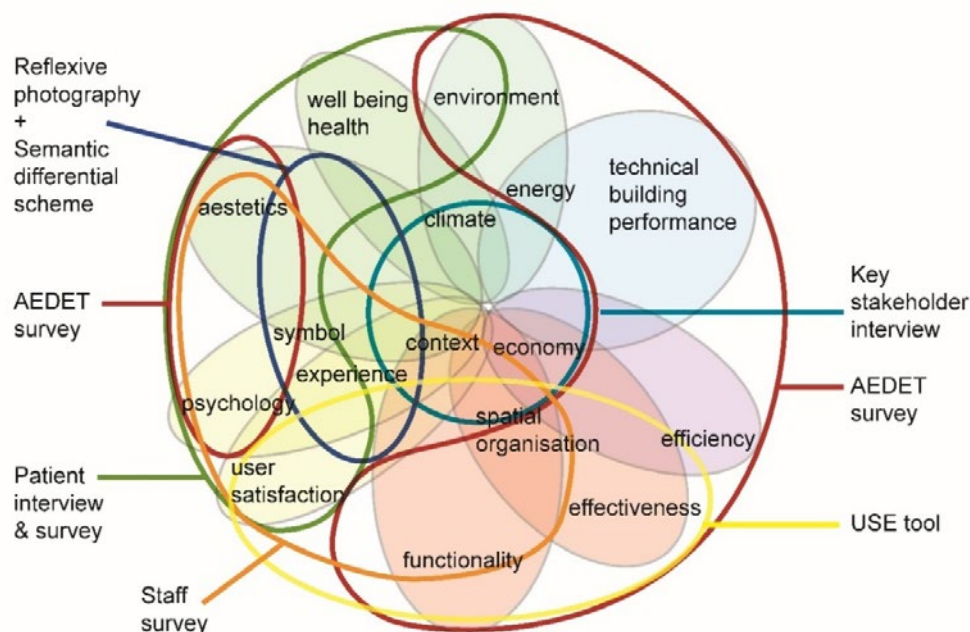 Reflexive
photography
+
Semantic
differential
scheme
AEDET
survey
Patient
interview
& survey
Staff
survey
well being
health
environment
energy
technical
building
performance
aestetics
climate
symbol
context
economy
experience
psychology
spatial
organisation
efficiency
user
satisfaction
effectiveness
functionality
Key
stakeholder
interview
AEDET
survey
USE tool